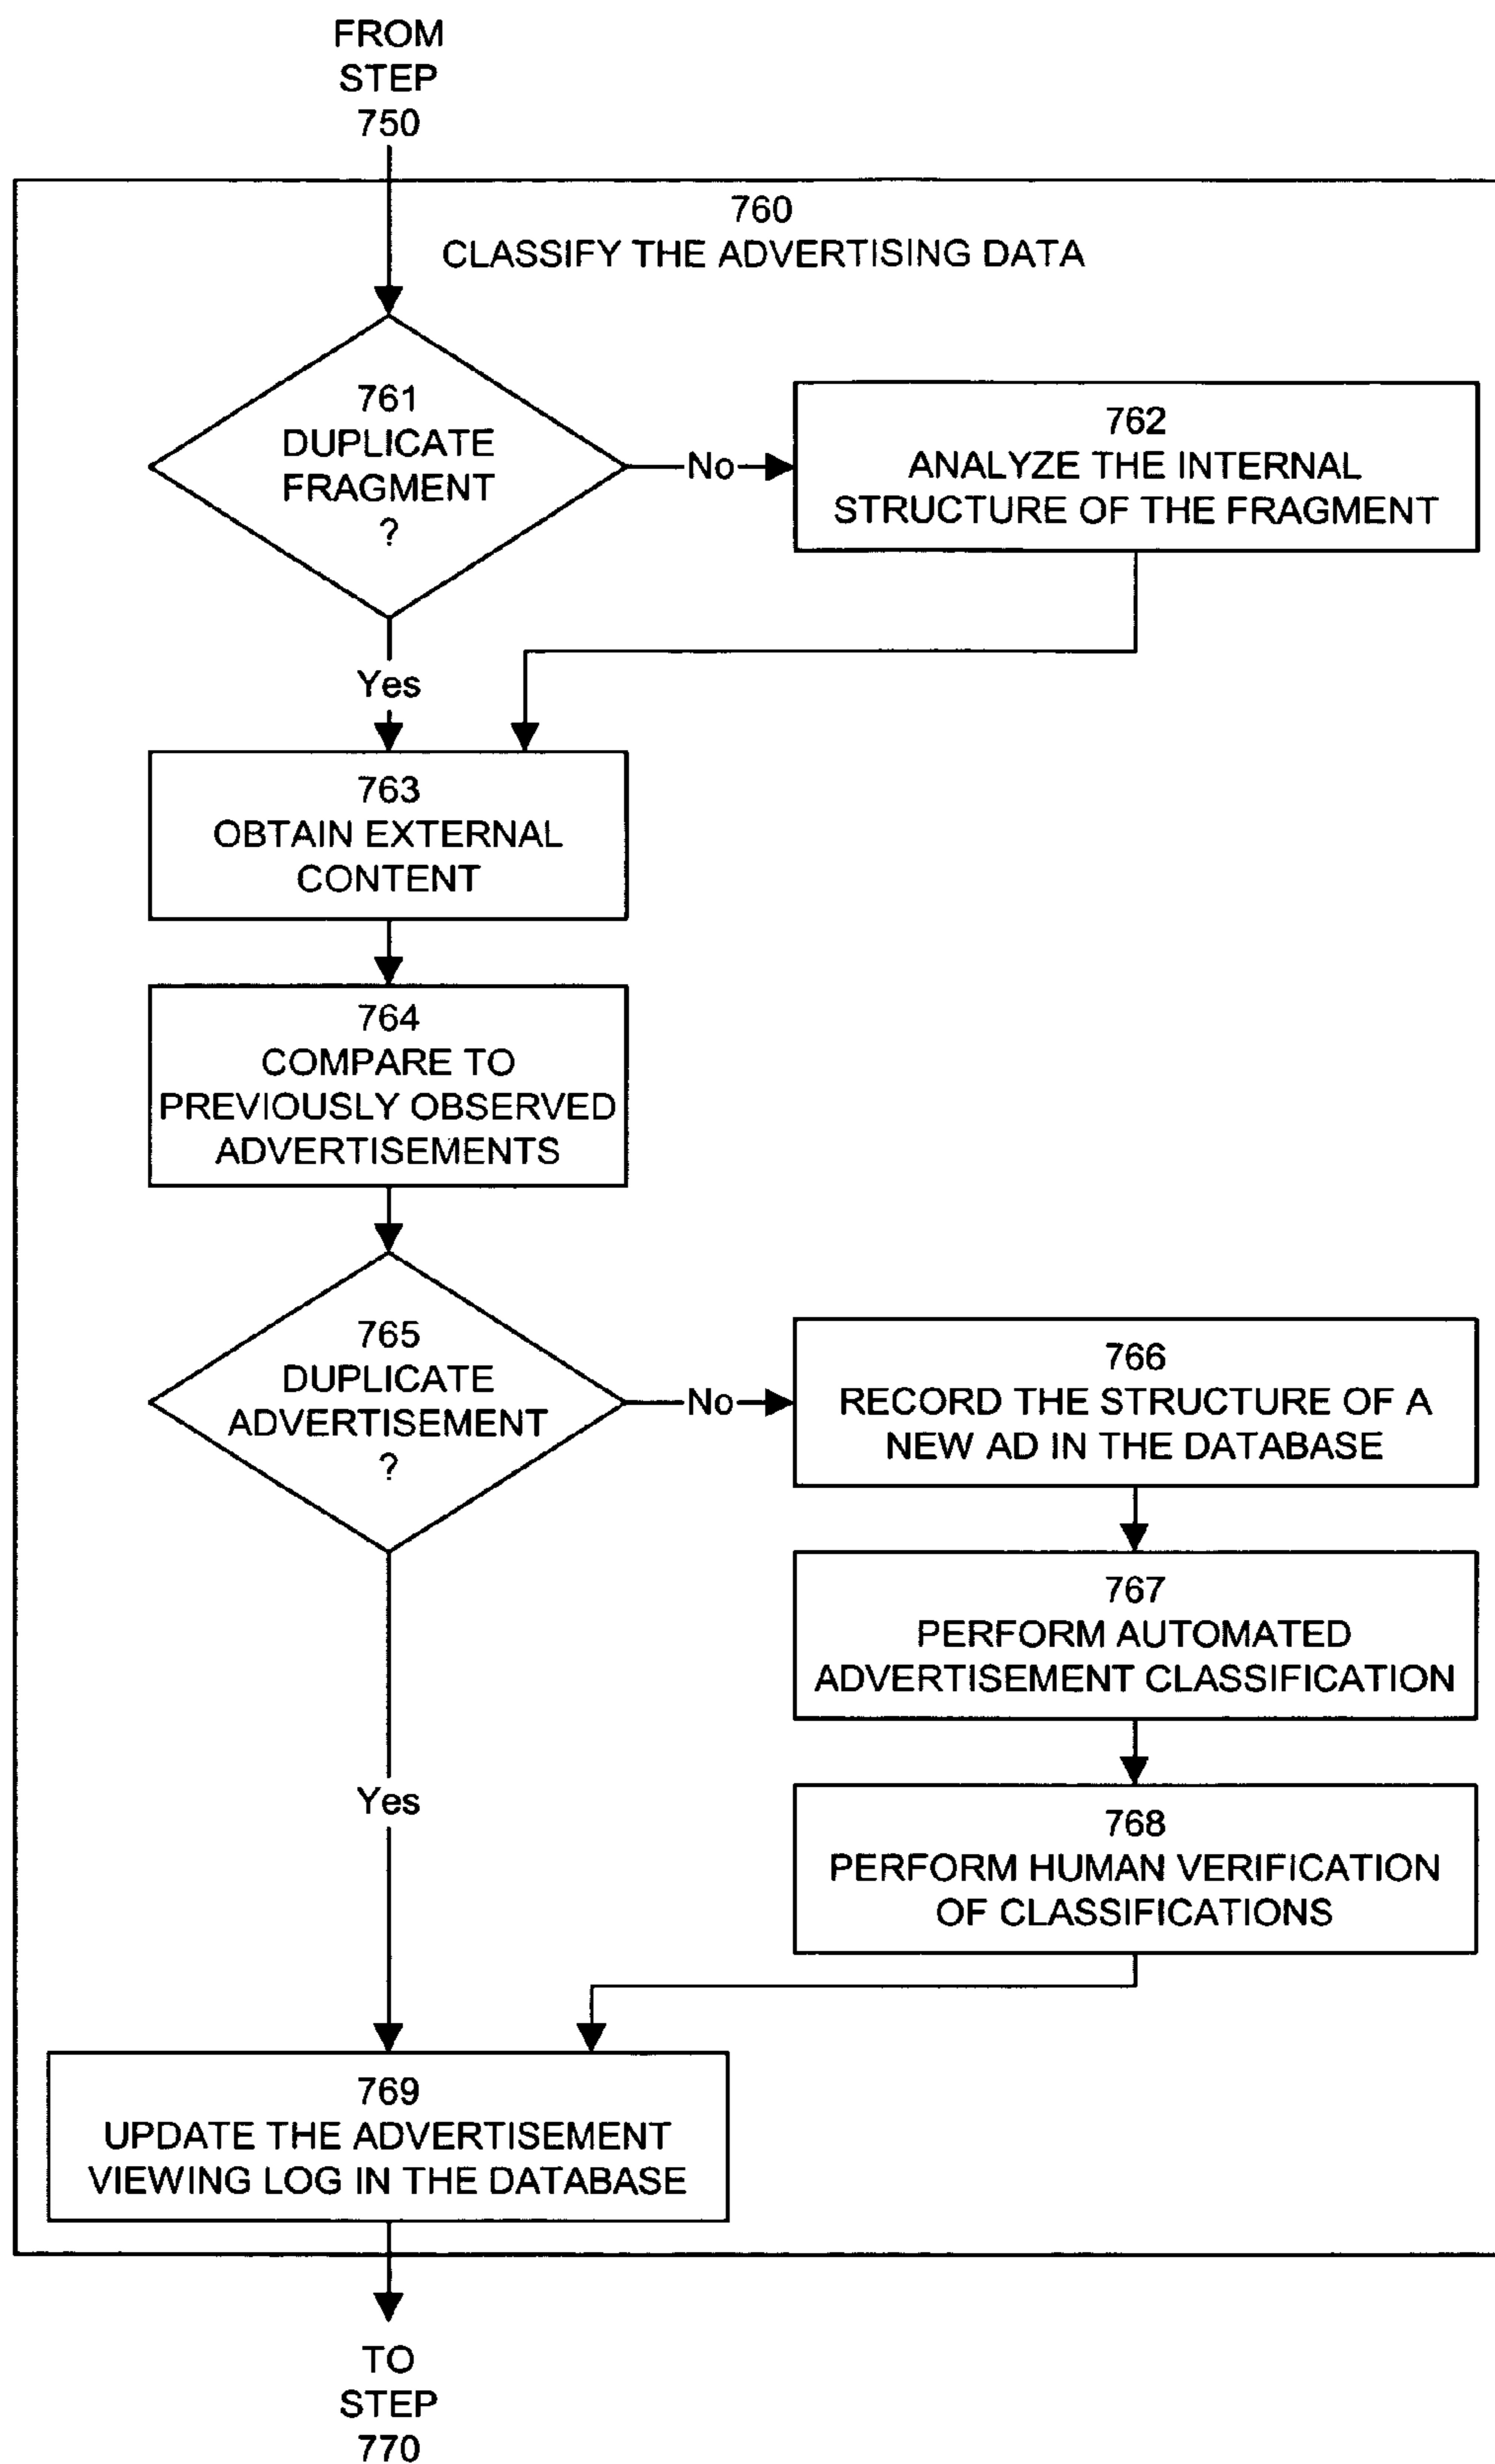 FROM
STEP
750
760
CLASSIFY THE ADVERTISING DATA
761
DUPLICATE
FRAGMENT
?
No
762
ANALYZE THE INTERNAL
STRUCTURE OF THE FRAGMENT
Yes
763
OBTAIN EXTERNAL
CONTENT
764
COMPARE TO
PREVIOUSLY OBSERVED
ADVERTISEMENTS
765
DUPLICATE
ADVERTISEMENT
?
No
766
RECORD THE STRUCTURE OF A
NEW AD IN THE DATABASE
767
PERFORM AUTOMATED
ADVERTISEMENT CLASSIFICATION
Yes
768
PERFORM HUMAN VERIFICATION
OF CLASSIFICATIONS
769
UPDATE THE ADVERTISEMENT
VIEWING LOG IN THE DATABASE
TO
STEP
770